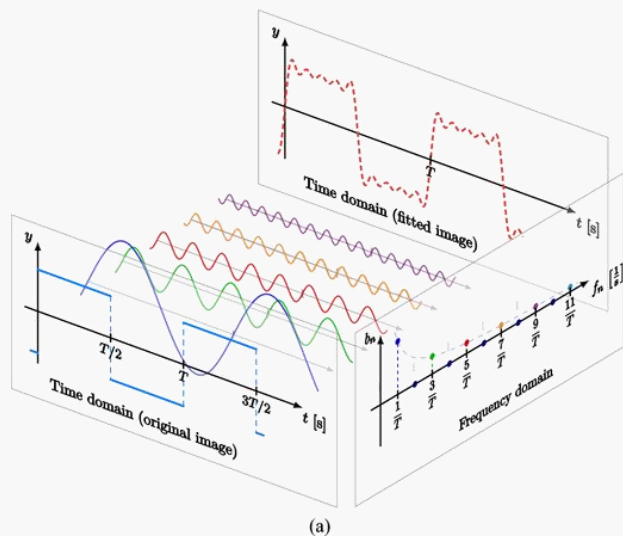 y
T
t [s]
Time domain (fitted image)
y
T/2
T
3T/2
t [s]
Time domain (original image)
bn
fn [1/s]
1/T
3/T
5/T
7/T
9/T
11/T
Frequency domain
(a)